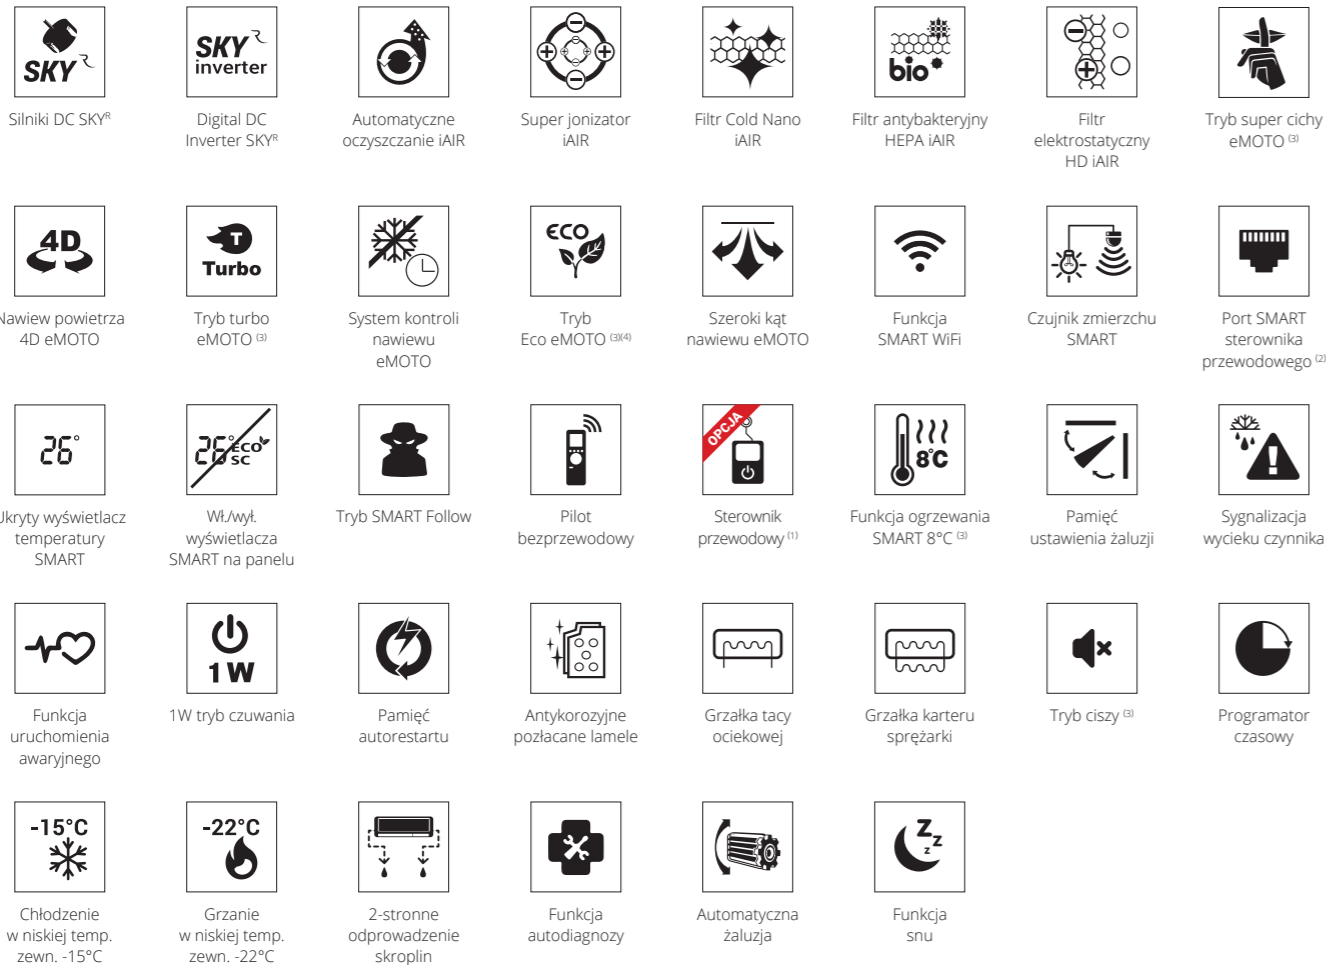 SKY R
SKY R
inverter
bio
Silniki DC SKYᴿ
Digital DC
Inverter SKYᴿ
Automatyczne
oczyszczanie iAIR
Super jonizator
iAIR
Filtr Cold Nano
iAIR
Filtr antybakteryjny
HEPA iAIR
Filtr
elektrostatyczny
HD iAIR
Tryb super cichy
eMOTO (3)
4D
T
Turbo
ECO
Nawiew powietrza
4D eMOTO
Tryb turbo
eMOTO (3)
System kontroli
nawiewu
eMOTO
Tryb
Eco eMOTO (3)(4)
Szeroki kąt
nawiewu eMOTO
Funkcja
SMART WiFi
Czujnik zmierzchu
SMART
Port SMART
sterownika
przewodowego (2)
26°
26° ECO
SC
OPCJA
8°C
Ukryty wyświetlacz
temperatury
SMART
Wł./wył.
wyświetlacza
SMART na panelu
Tryb SMART Follow
Pilot
bezprzewodowy
Sterownik
przewodowy (1)
Funkcja ogrzewania
SMART 8°C (3)
Pamięć
ustawienia żaluzji
Sygnalizacja
wycieku czynnika
1 W
Funkcja
uruchomienia
awaryjnego
1W tryb czuwania
Pamięć
autorestartu
Antykorozyjne
pozłacane lamele
Grzałka tacy
ociekowej
Grzałka karteru
sprężarki
Tryb ciszy (3)
Programator
czasowy
-15°C
-22°C
Z Z z
Chłodzenie
w niskiej temp.
zewn. -15°C
Grzanie
w niskiej temp.
zewn. -22°C
2-stronne
odprowadzenie
skroplin
Funkcja
autodiagnozy
Automatyczna
żaluzja
Funkcja
snu